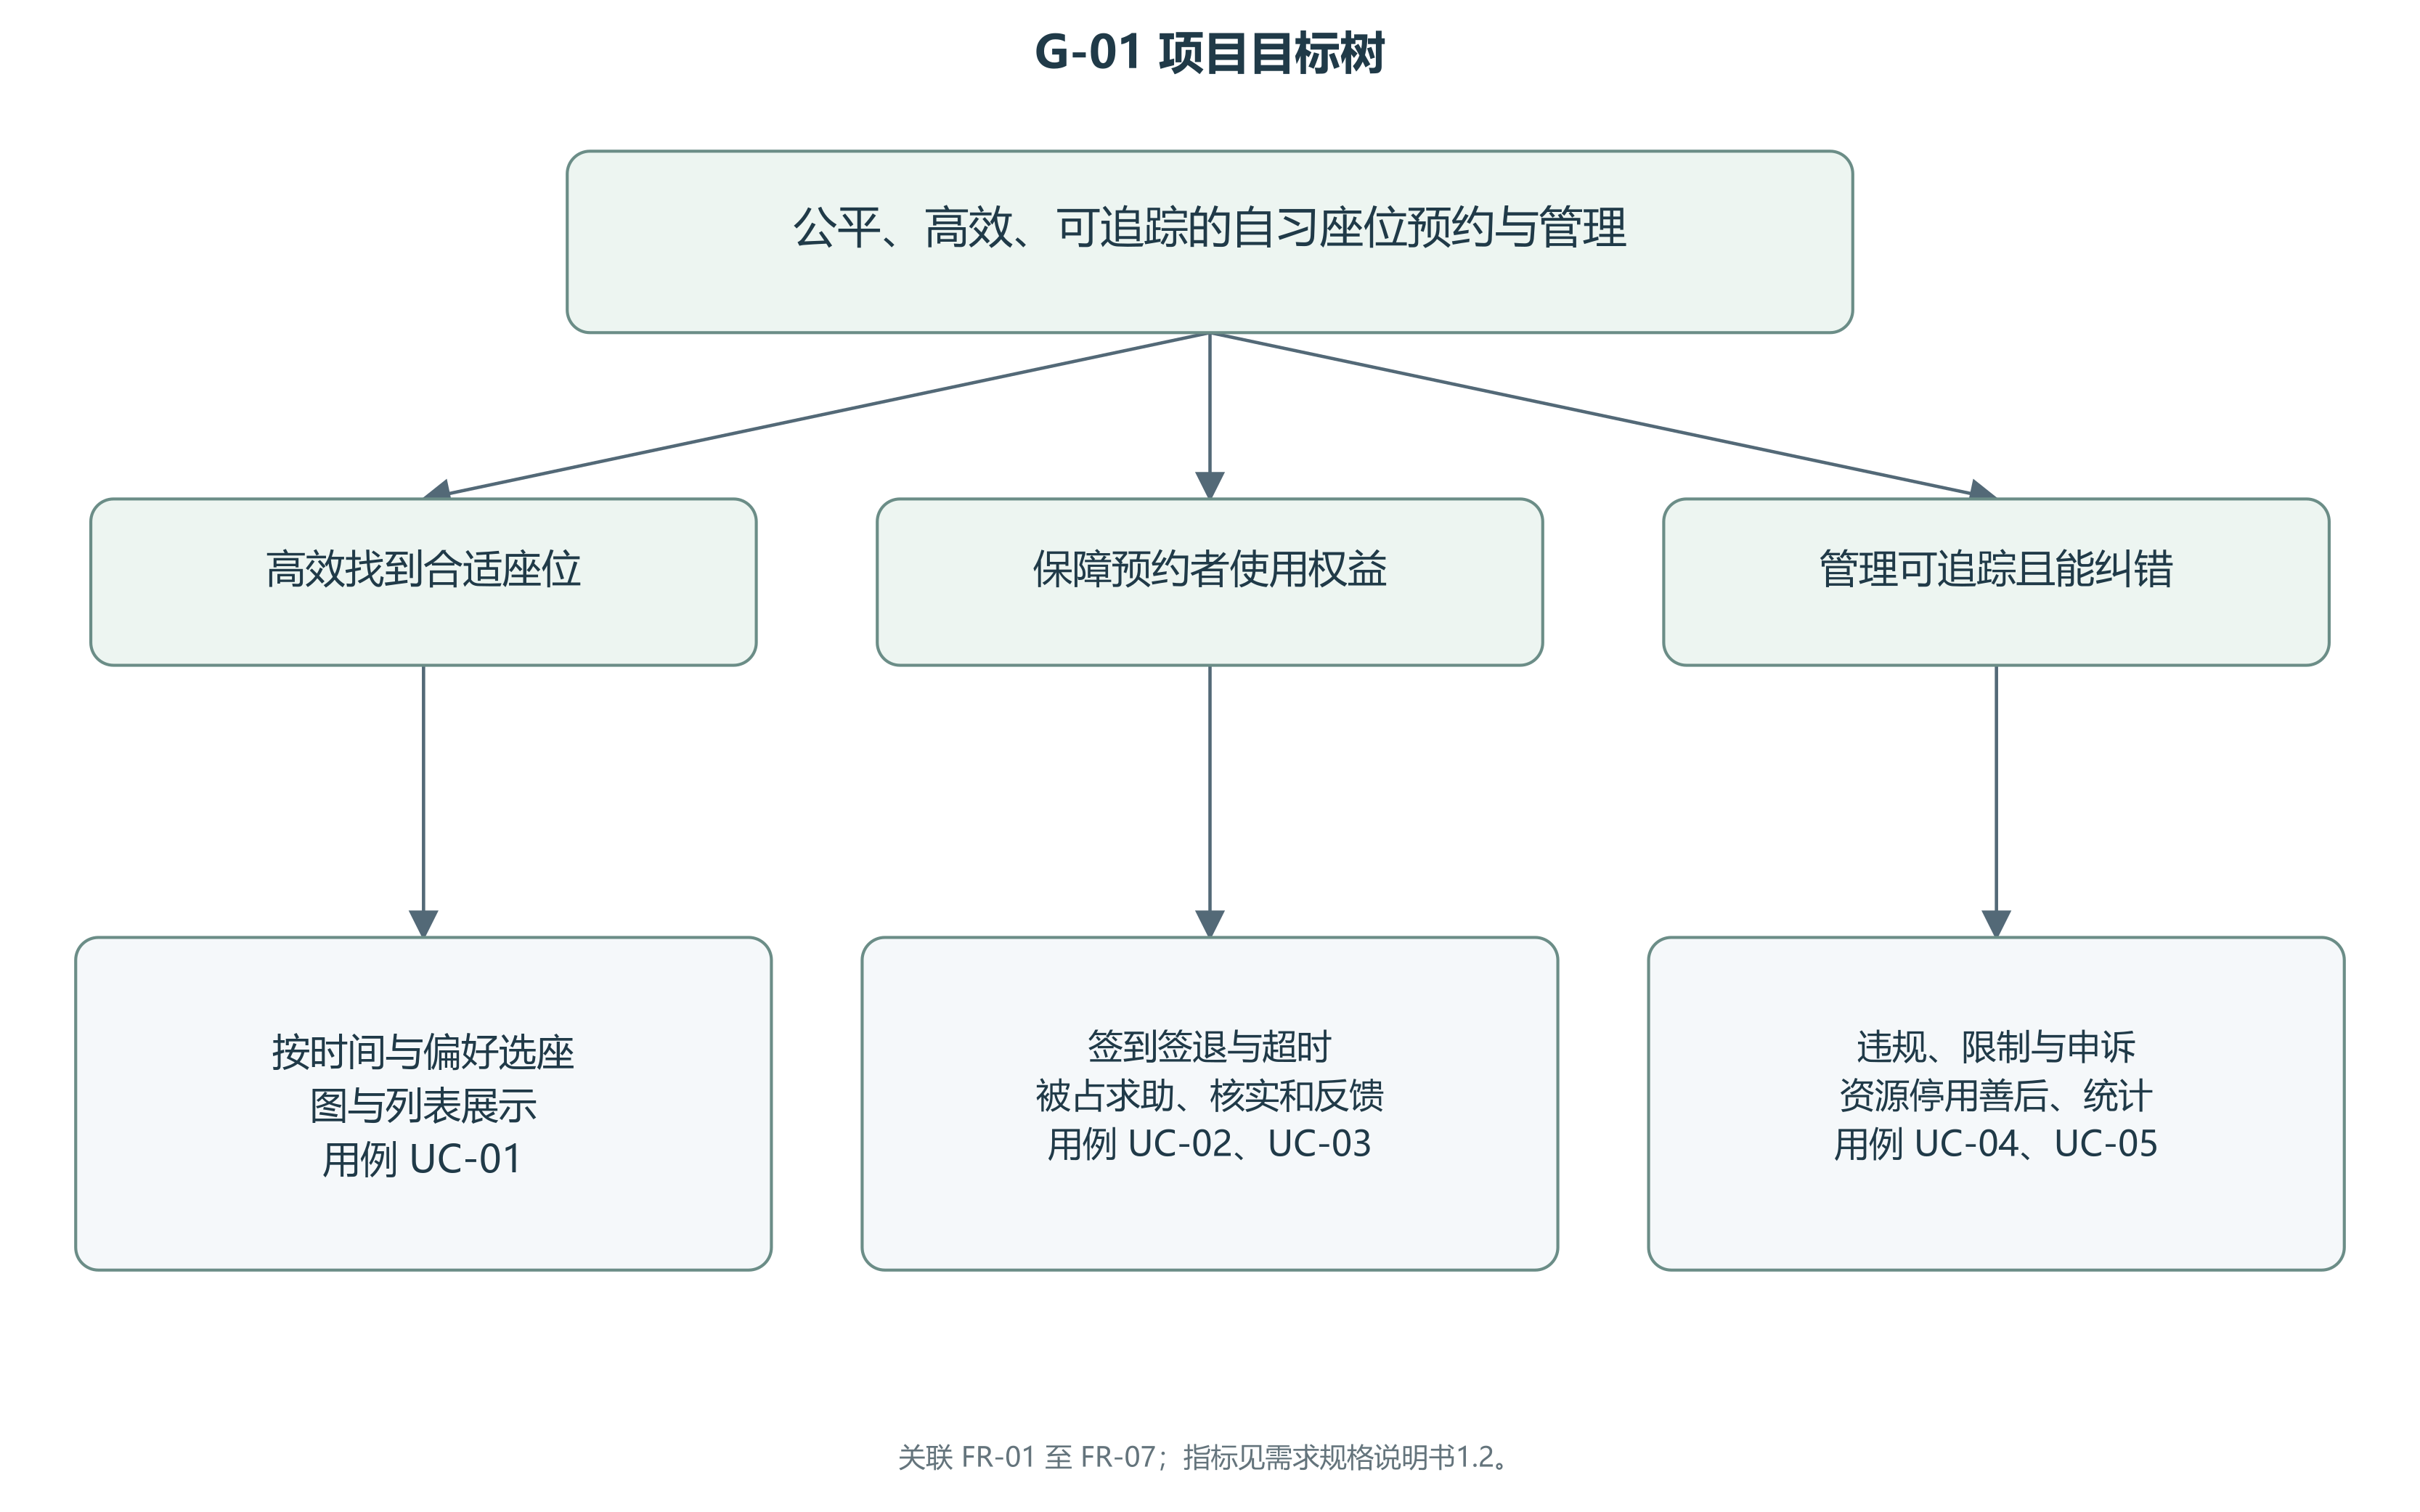 G-01 项目目标树
公平、高效、可追踪的自习座位预约与管理
高效找到合适座位
保障预约者使用权益
管理可追踪且能纠错
按时间与偏好选座
图与列表展示
用例 UC-01
签到签退与超时
被占求助、核实和反馈
用例 UC-02、UC-03
违规、限制与申诉
资源停用善后、统计
用例 UC-04、UC-05
关联 FR-01 至 FR-07；指标见需求规格说明书1.2。